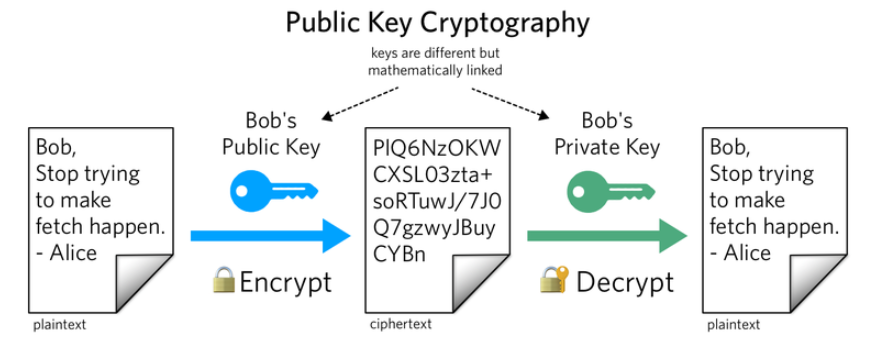 Public Key Cryptography
keys are different but
mathematically linked
Bob,
Stop trying
to make
fetch happen.
- Alice
plaintext
Bob's
Public Key
Encrypt
PIQ6NzOKW
CXSL03zta+
soRTuwJ/7J0
Q7gzwyJBuy
CYBn
ciphertext
Bob's
Private Key
Decrypt
Bob,
Stop trying
to make
fetch happen.
- Alice
plaintext